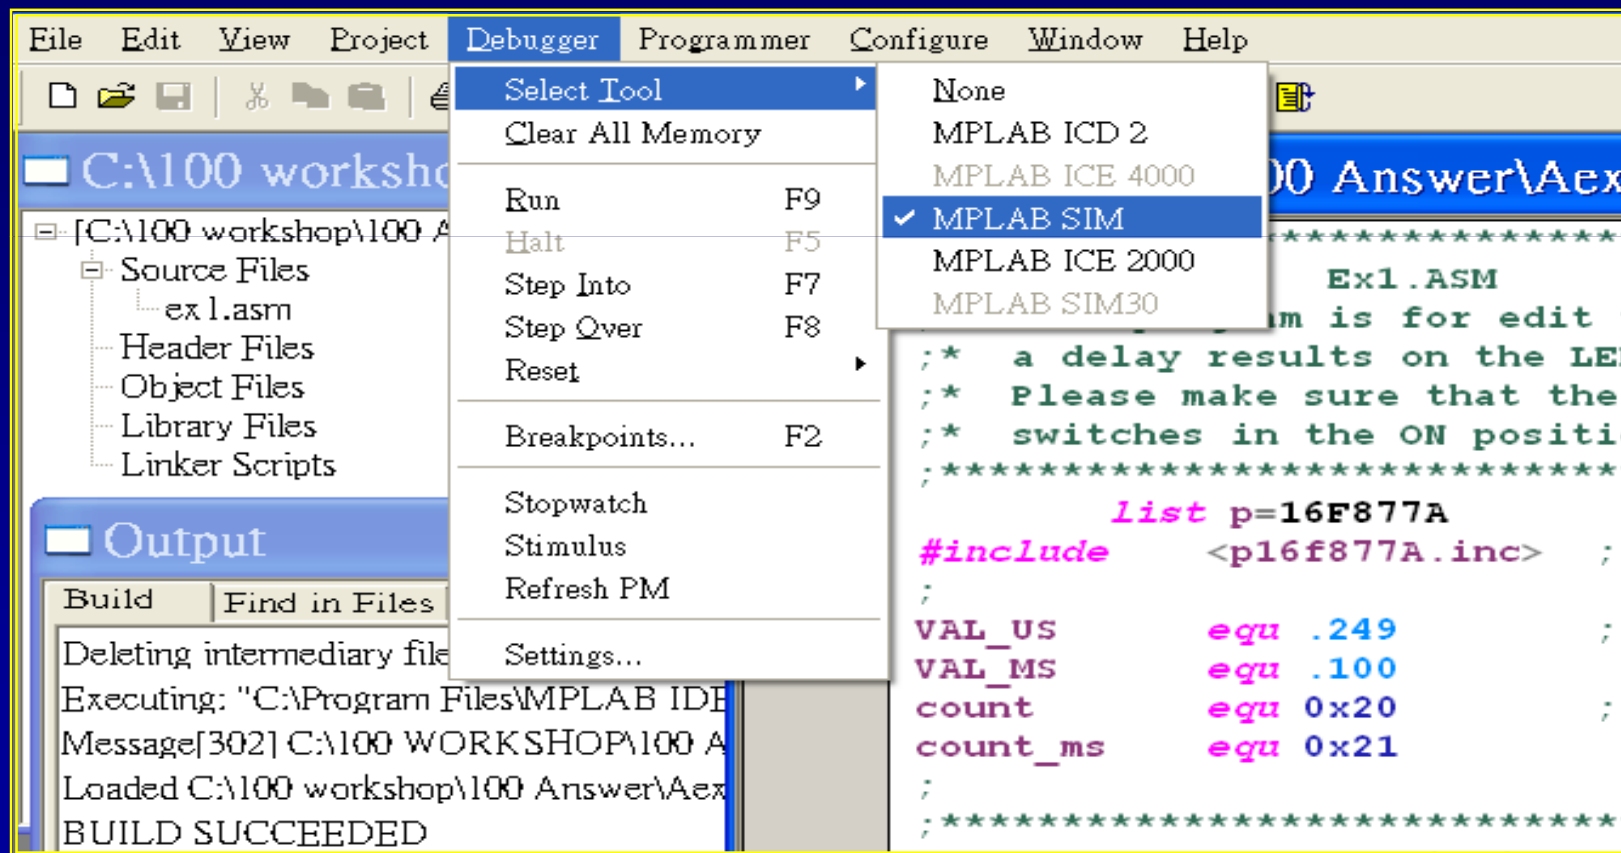 File Edit View Project Debugger Programmer Configure Window Help
Select Tool
Clear All Memory
Run F9
Halt F5
Step Into F7
Step Over F8
Reset
Breakpoints... F2
Stopwatch
Stimulus
Refresh PM
Settings...
None
MPLAB ICD 2
MPLAB ICE 4000
MPLAB SIM
MPLAB ICE 2000
MPLAB SIM30
C:\100 worksho
[C:\100 workshop\100 A
Source Files
ex1.asm
Header Files
Object Files
Library Files
Linker Scripts
Output
Build Find in Files
Deleting intermediary file
Executing: "C:\Program Files\MPLAB IDE
Message[302] C:\100 WORKSHOP\100 A
Loaded C:\100 workshop\100 Answer\Aex
BUILD SUCCEEDED
00 Answer\Aex
*****************
Ex1.ASM
m is for edit
;* a delay results on the LE
;* Please make sure that the
;* switches in the ON positi
;*****************************
list p=16F877A
#include <p16f877A.inc> ;
;
VAL_US equ .249 ;
VAL_MS equ .100
count equ 0x20 ;
count_ms equ 0x21
;
;*****************************